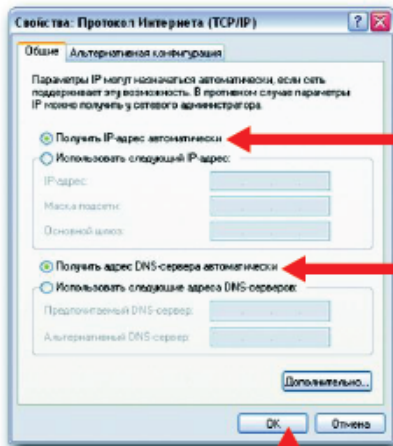 Свойства: Протокол Интернета (TCP/IP)
Общие
Альтернативная конфигурация
Параметры IP могут назначаться автоматически, если сеть
поддерживает эту возможность. В противном случае параметры
IP можно получить у сетевого администратора.
Получить IP-адрес автоматически
Использовать следующий IP-адрес:
IP-адрес:
Маска подсети:
Основной шлюз:
Получить адрес DNS-сервера автоматически
Использовать следующие адреса DNS-серверов:
Предпочитаемый DNS-сервер:
Альтернативный DNS-сервер:
Дополнительно...
OK
Отмена